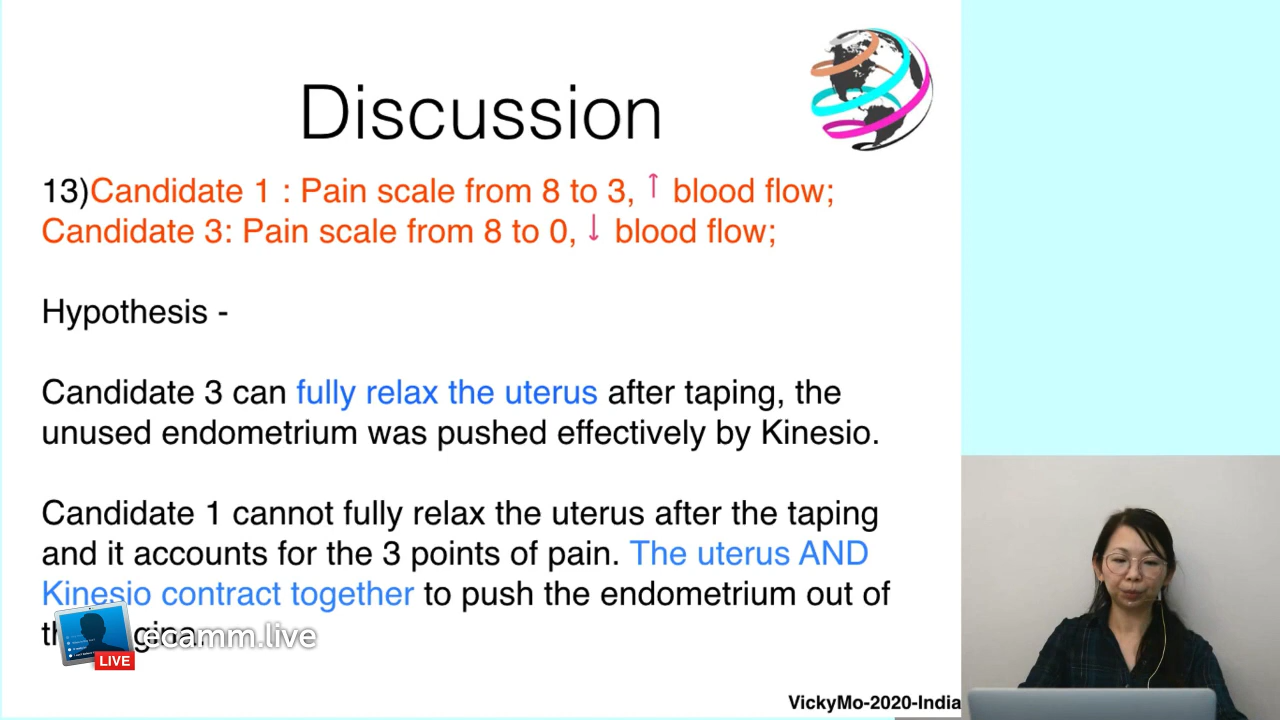 Discussion
13)Candidate 1 : Pain scale from 8 to 3, ↑ blood flow;
Candidate 3: Pain scale from 8 to 0, ↓ blood flow;
Hypothesis -
Candidate 3 can fully relax the uterus after taping, the
unused endometrium was pushed effectively by Kinesio.
Candidate 1 cannot fully relax the uterus after the taping
and it accounts for the 3 points of pain. The uterus AND
Kinesio contract together to push the endometrium out of
ecamm.live
LIVE
VickyMo-2020-India